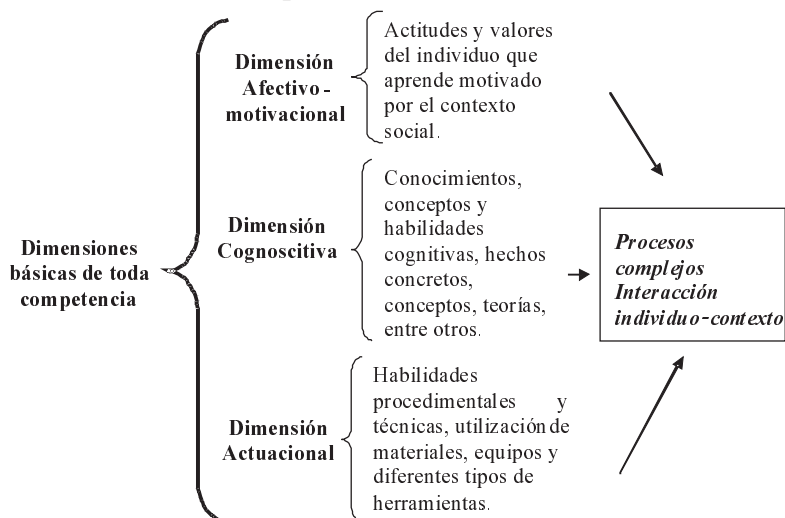 Dimensiones
básicas de toda
competencia
Dimensión
Afectivo-
motivacional
Actitudes y valores
del individuo que
aprende motivado
por el contexto
social.
Dimensión
Cognoscitiva
Conocimientos,
conceptos y
habilidades
cognitivas, hechos
concretos,
conceptos, teorías,
entre otros.
Dimensión
Actuacional
Habilidades
procedimentales y
técnicas, utilización de
materiales, equipos y
diferentes tipos de
herramientas.
Procesos
complejos
Interacción
individuo-contexto